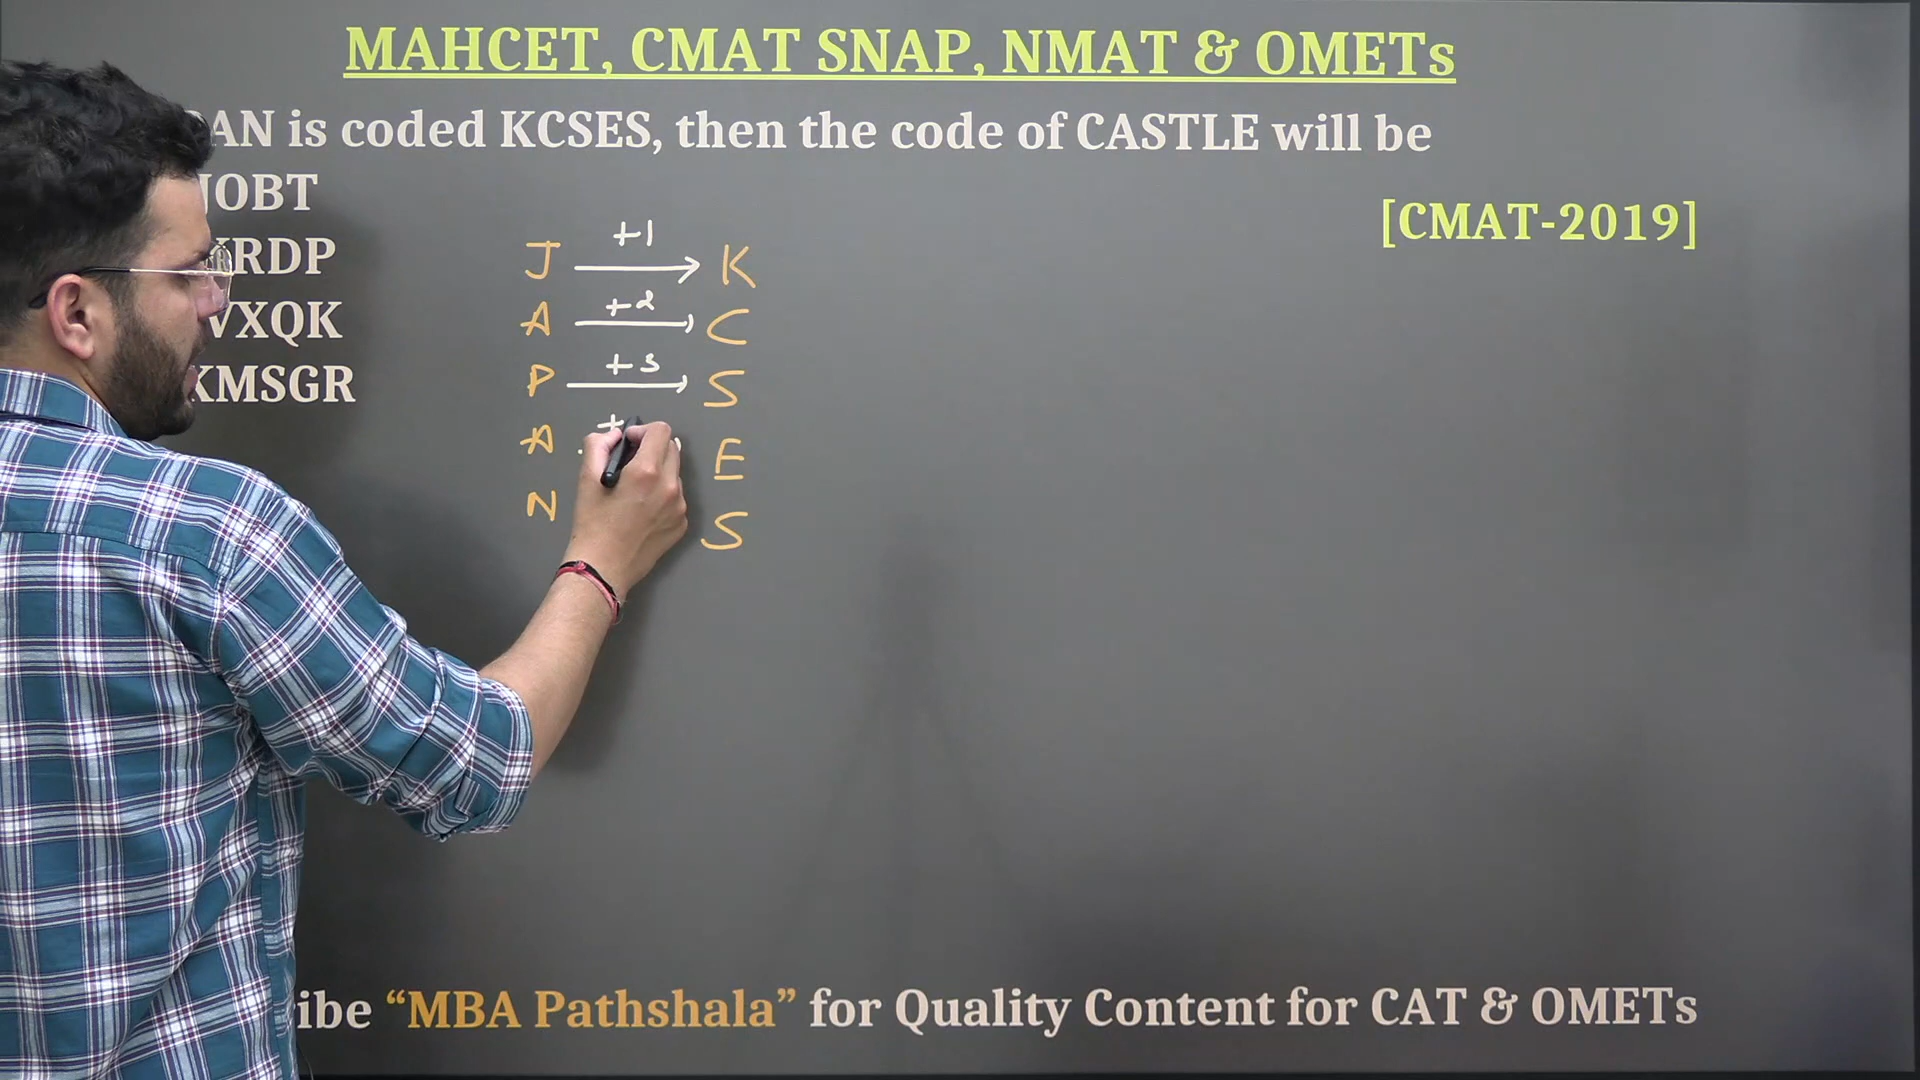 MAHCET, CMAT SNAP, NMAT & OMETs
AN is coded KCSES, then the code of CASTLE will be
JOBT
[CMAT-2019]
RDP
VXQK
KMSGR
J +1 K
A +2 C
P +3 S
A + E
N S
ibe “MBA Pathshala” for Quality Content for CAT & OMETs